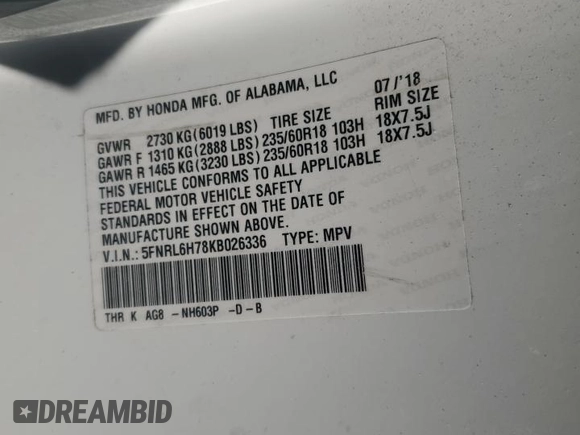 MFD. BY HONDA MFG. OF ALABAMA, LLC 07/'18
GVWR 2730 KG(6019 LBS) TIRE SIZE RIM SIZE
GAWR F 1310 KG(2888 LBS)235/60R18 103H 18X7.5J
GAWR R 1465 KG(3230 LBS)235/60R18 103H 18X7.5J
THIS VEHICLE CONFORMS TO ALL APPLICABLE
FEDERAL MOTOR VEHICLE SAFETY
STANDARDS IN EFFECT ON THE DATE OF
MANUFACTURE SHOWN ABOVE.
V.I.N.: 5FNRL6H78KB026336 TYPE: MPV
THR K AG8 -NH603P -D-B
DREAMBID